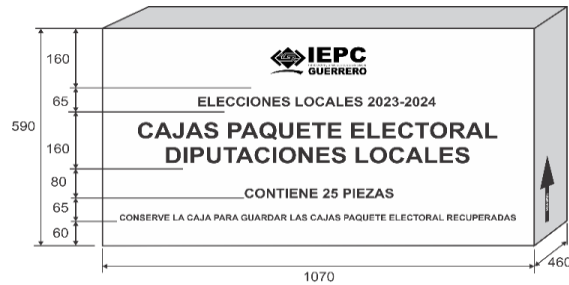 160
IEPC
GUERRERO
65
ELECCIONES LOCALES 2023-2024
590
160
CAJAS PAQUETE ELECTORAL
DIPUTACIONES LOCALES
80
CONTIENE 25 PIEZAS
65
CONSERVE LA CAJA PARA GUARDAR LAS CAJAS PAQUETE ELECTORAL RECUPERADAS
60
460
1070